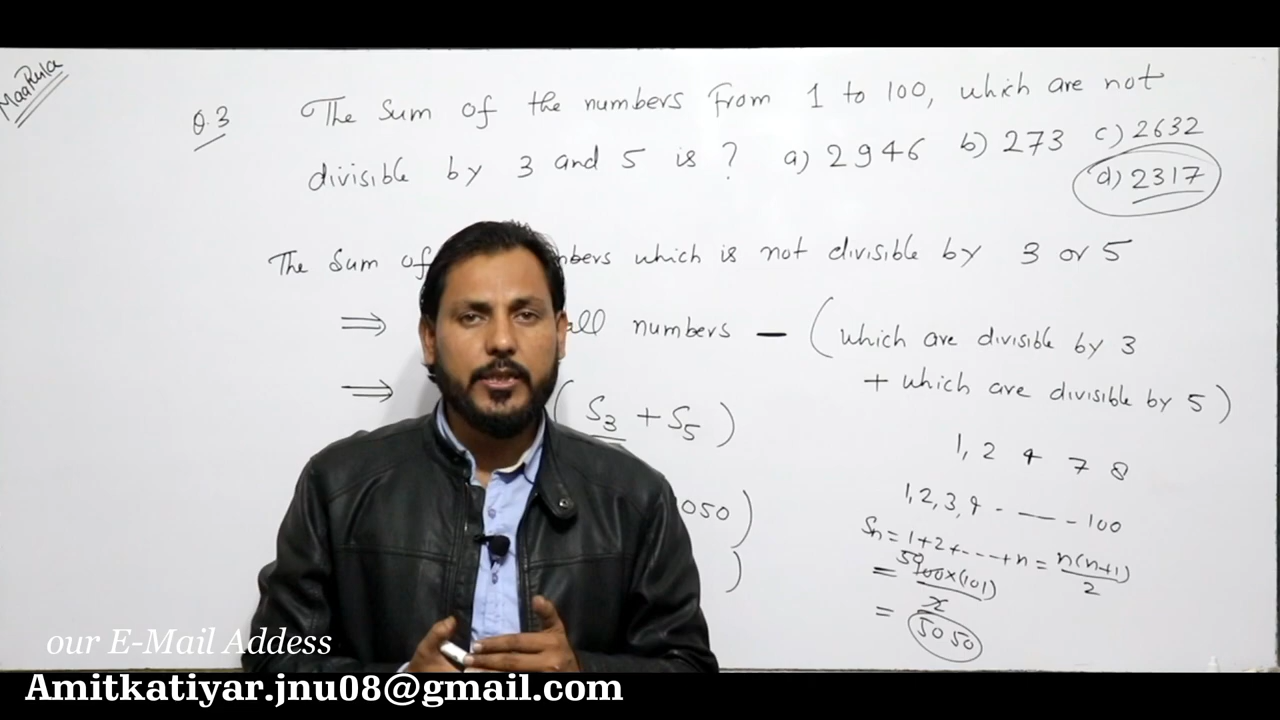 MaaRula
Q.3 The Sum of the numbers from 1 to 100, which are not
divisible by 3 and 5 is ? a) 2946 b) 273 c) 2632
d) 2317
The Sum of nbers which is not divisible by 3 or 5
⇒ all numbers - (which are divisible by 3
+ which are divisible by 5)
⇒ (S3 + S5)
1, 2 4 7 8
050)
1, 2, 3, 4 - — - 100
Sn = 1+2+----+n = n(n+1)/2
)
= 50 100×(101)/2
= 5050
our E-Mail Addess
Amitkatiyar.jnu08@gmail.com